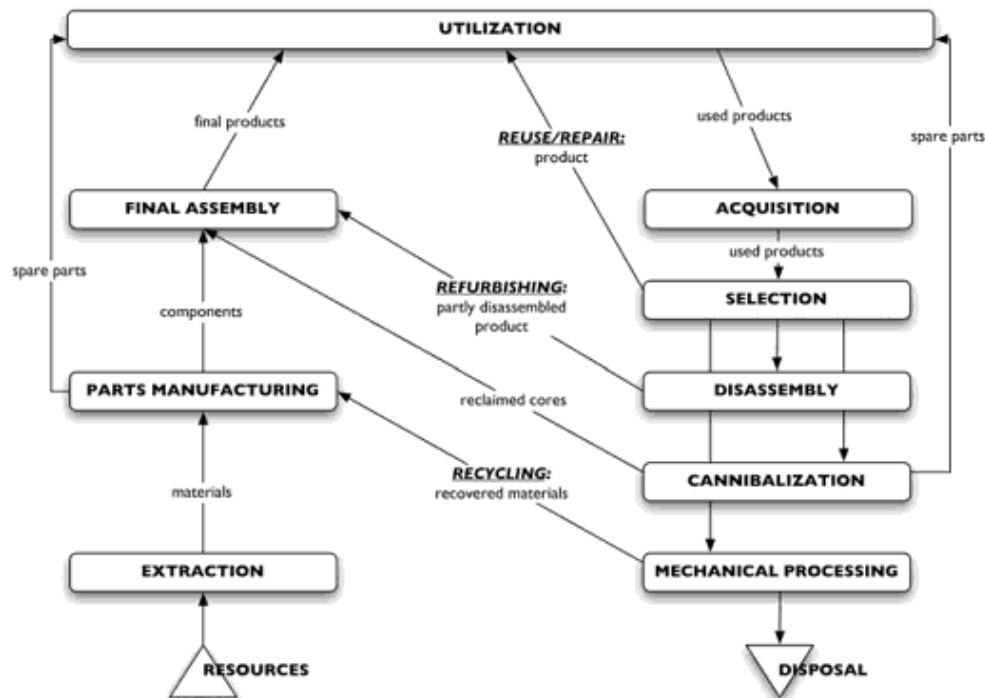 UTILIZATION
final products
used products
REUSE/REPAIR:
product
spare parts
FINAL ASSEMBLY
ACQUISITION
used products
spare parts
REFURBISHING:
partly disassembled
product
SELECTION
components
PARTS MANUFACTURING
DISASSEMBLY
reclaimed cores
RECYCLING:
recovered materials
CANNIBALIZATION
materials
EXTRACTION
MECHANICAL PROCESSING
RESOURCES
DISPOSAL